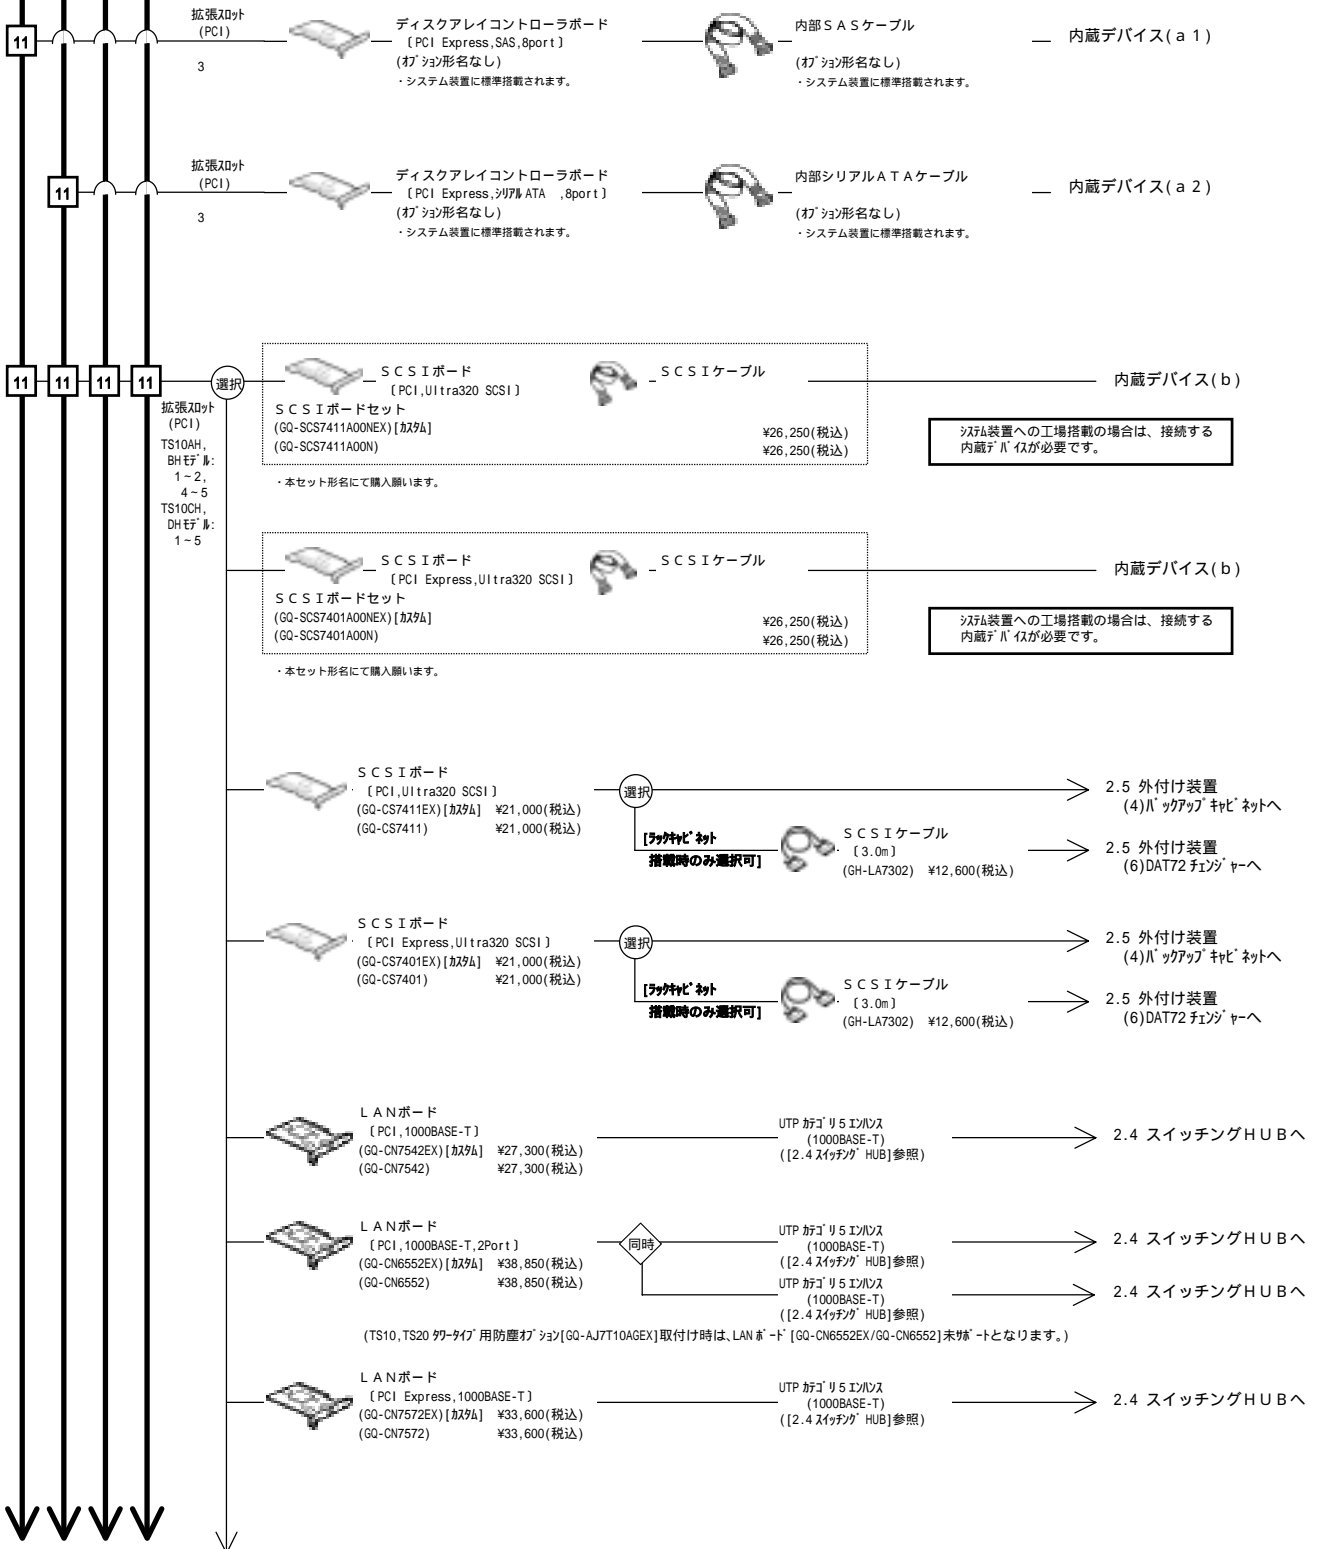 拡張ｽﾛｯﾄ
(PCI)
3
11
ディスクアレイコントローラボード
〔PCI Express,SAS,8port〕
(ｵﾌﾟｼｮﾝ形名なし)
・システム装置に標準搭載されます。
内部ＳＡＳケーブル
(ｵﾌﾟｼｮﾝ形名なし)
・システム装置に標準搭載されます。
内蔵デバイス(ａ1)
拡張ｽﾛｯﾄ
(PCI)
3
11
ディスクアレイコントローラボード
〔PCI Express,ｼﾘｱﾙATA ,8port〕
(ｵﾌﾟｼｮﾝ形名なし)
・システム装置に標準搭載されます。
内部シリアルＡＴＡケーブル
(ｵﾌﾟｼｮﾝ形名なし)
・システム装置に標準搭載されます。
内蔵デバイス(ａ2)
11 11 11 11
選択
拡張ｽﾛｯﾄ
(PCI)
TS10AH,
BHﾓﾃﾞﾙ:
1~2,
4~5
TS10CH,
DHﾓﾃﾞﾙ:
1~5
ＳＣＳＩボード
〔PCI,Ultra320 SCSI〕
ＳＣＳＩケーブル
ＳＣＳＩボードセット
(GQ-SCS7411A00NEX)[ｶｽﾀﾑ] ¥26,250(税込)
(GQ-SCS7411A00N) ¥26,250(税込)
・本セット形名にて購入願います。
内蔵デバイス(ｂ)
ｼｽﾃﾑ装置への工場搭載の場合は、接続する
内蔵ﾃﾞﾊﾞｲｽが必要です。
ＳＣＳＩボード
〔PCI Express,Ultra320 SCSI〕
ＳＣＳＩケーブル
ＳＣＳＩボードセット
(GQ-SCS7401A00NEX)[ｶｽﾀﾑ] ¥26,250(税込)
(GQ-SCS7401A00N) ¥26,250(税込)
・本セット形名にて購入願います。
内蔵デバイス(ｂ)
ｼｽﾃﾑ装置への工場搭載の場合は、接続する
内蔵ﾃﾞﾊﾞｲｽが必要です。
ＳＣＳＩボード
〔PCI,Ultra320 SCSI〕
(GQ-CS7411EX)[ｶｽﾀﾑ] ¥21,000(税込)
(GQ-CS7411) ¥21,000(税込)
選択
2.5 外付け装置
(4)ﾊﾞｯｸｱｯﾌﾟｷｬﾋﾞﾈｯﾄへ
[ﾗｯｸｷｬﾋﾞﾈｯﾄ
搭載時のみ選択可]
ＳＣＳＩケーブル
〔3.0m〕
(GH-LA7302) ¥12,600(税込)
2.5 外付け装置
(6)DAT72ﾁｪﾝｼﾞｬｰへ
ＳＣＳＩボード
〔PCI Express,Ultra320 SCSI〕
(GQ-CS7401EX)[ｶｽﾀﾑ] ¥21,000(税込)
(GQ-CS7401) ¥21,000(税込)
選択
2.5 外付け装置
(4)ﾊﾞｯｸｱｯﾌﾟｷｬﾋﾞﾈｯﾄへ
[ﾗｯｸｷｬﾋﾞﾈｯﾄ
搭載時のみ選択可]
ＳＣＳＩケーブル
〔3.0m〕
(GH-LA7302) ¥12,600(税込)
2.5 外付け装置
(6)DAT72ﾁｪﾝｼﾞｬｰへ
ＬＡＮボード
〔PCI,1000BASE-T〕
(GQ-CN7542EX)[ｶｽﾀﾑ] ¥27,300(税込)
(GQ-CN7542) ¥27,300(税込)
UTP ｶﾃｺﾞﾘ5 ｴﾝﾊﾝｽ
(1000BASE-T)
([2.4 ｽｲｯﾁﾝｸﾞ HUB]参照)
2.4 スイッチングＨＵＢへ
ＬＡＮボード
〔PCI,1000BASE-T,2Port〕
(GQ-CN6552EX)[ｶｽﾀﾑ] ¥38,850(税込)
(GQ-CN6552) ¥38,850(税込)
同時
UTP ｶﾃｺﾞﾘ5 ｴﾝﾊﾝｽ
(1000BASE-T)
([2.4 ｽｲｯﾁﾝｸﾞ HUB]参照)
2.4 スイッチングＨＵＢへ
UTP ｶﾃｺﾞﾘ5 ｴﾝﾊﾝｽ
(1000BASE-T)
([2.4 ｽｲｯﾁﾝｸﾞ HUB]参照)
2.4 スイッチングＨＵＢへ
(TS10,TS20 ﾀﾜｰﾀｲﾌﾟ用防塵ｵﾌﾟｼｮﾝ[GQ-AJ7T10AGEX]取付け時は､LANﾎﾞｰﾄﾞ[GQ-CN6552EX/GQ-CN6552]未ｻﾎﾟｰﾄとなります｡)
ＬＡＮボード
〔PCI Express,1000BASE-T〕
(GQ-CN7572EX)[ｶｽﾀﾑ] ¥33,600(税込)
(GQ-CN7572) ¥33,600(税込)
UTP ｶﾃｺﾞﾘ5 ｴﾝﾊﾝｽ
(1000BASE-T)
([2.4 ｽｲｯﾁﾝｸﾞ HUB]参照)
2.4 スイッチングＨＵＢへ